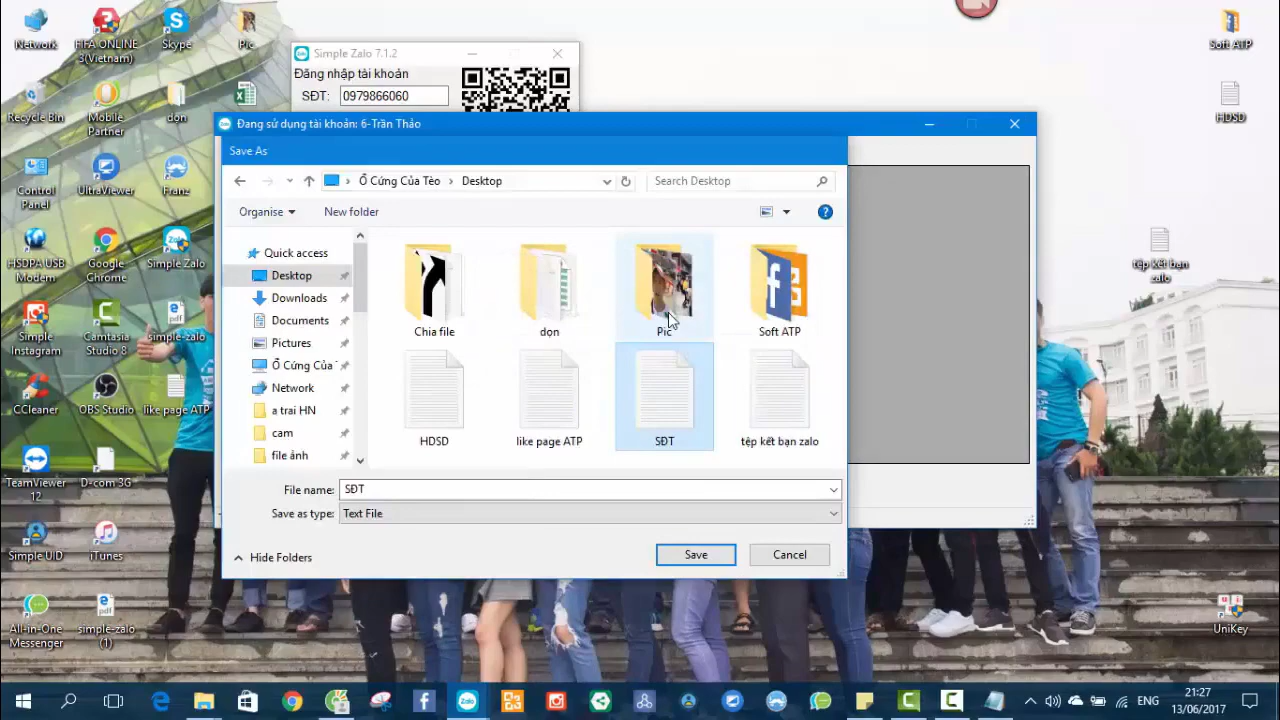 Network
FIFA ONLINE 3(Vietnam)
Skype
Pic
Soft ATP
Simple Zalo 7.1.2
Đăng nhập tài khoản
SĐT: 0979866060
Recycle Bin
Mobile Partner
dọn
HDSD
Đang sử dụng tài khoản: 6-Trần Thảo
Save As
Ổ Cứng Của Tèo
Desktop
Search Desktop
Organise
New folder
Control Panel
UltraViewer
Franz
Quick access
Desktop
Downloads
Documents
Pictures
Ổ Cứng Của
Network
a trai HN
cam
file ảnh
Chia file
dọn
Pic
Soft ATP
HDSD
like page ATP
SĐT
tệp kết bạn zalo
HSDPA USB Modem
Google Chrome
Simple Zalo
tệp kết bạn zalo
Simple Instagram
Camtasia Studio 8
simple-zalo
CCleaner
OBS Studio
like page ATP
File name: SĐT
Save as type: Text File
Hide Folders
Save
Cancel
TeamViewer 12
D-com 3G
Simple UID
iTunes
All-in-One Messenger
simple-zalo (1)
UniKey
ENG
21:27
13/06/2017